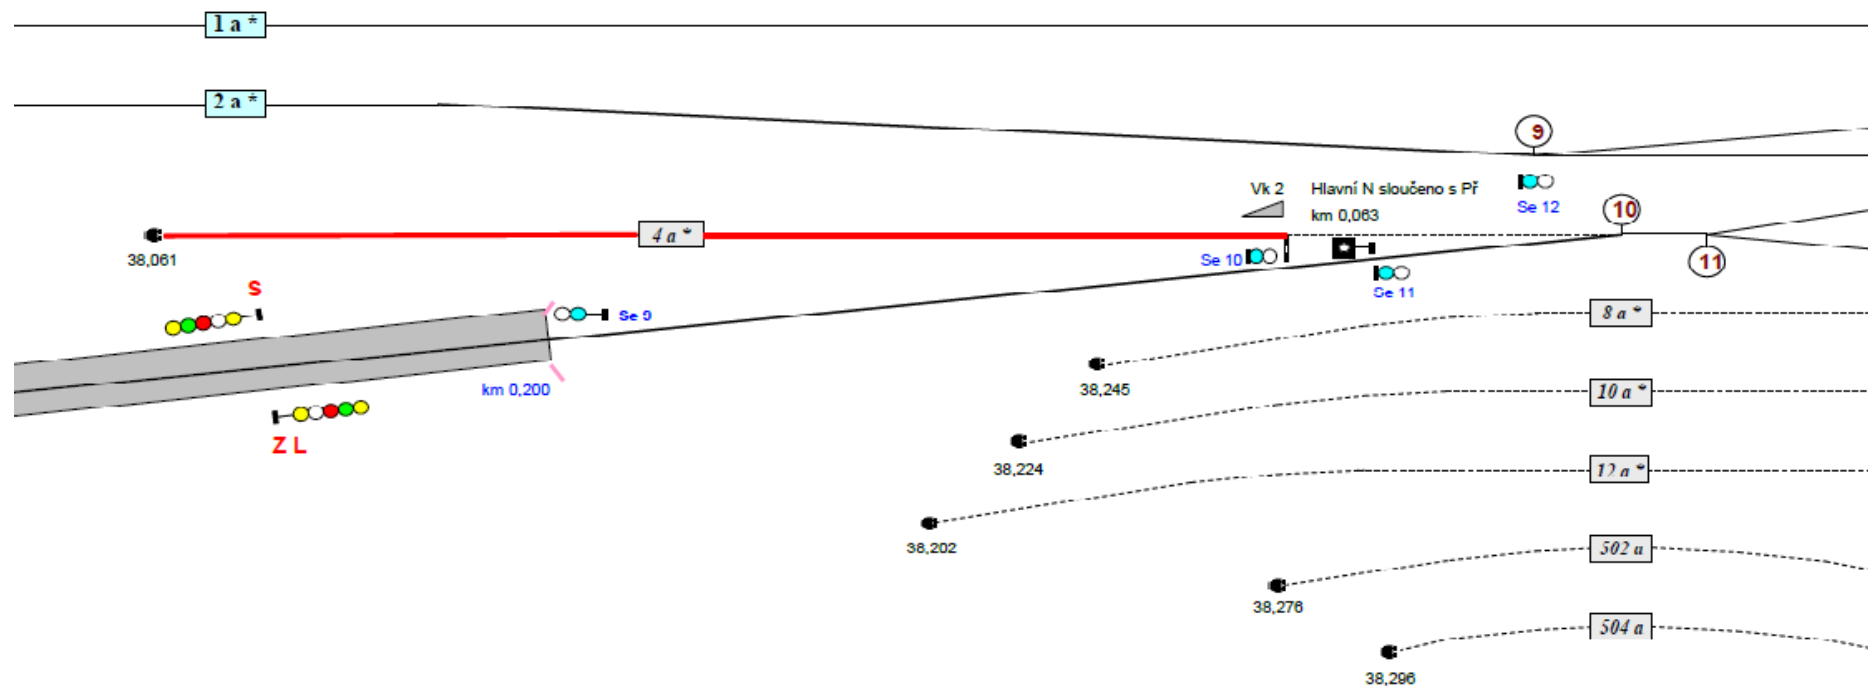 1 a *
2 a *
9
Vk 2
Hlavní N sloučeno s Př
km 0,063
Se 12
10
4 a *
38,061
Se 10
11
Se 11
S
Se 9
8 a *
km 0,200
38,245
10 a *
Z L
38,224
12 a *
38,202
502 a
38,276
504 a
38,296